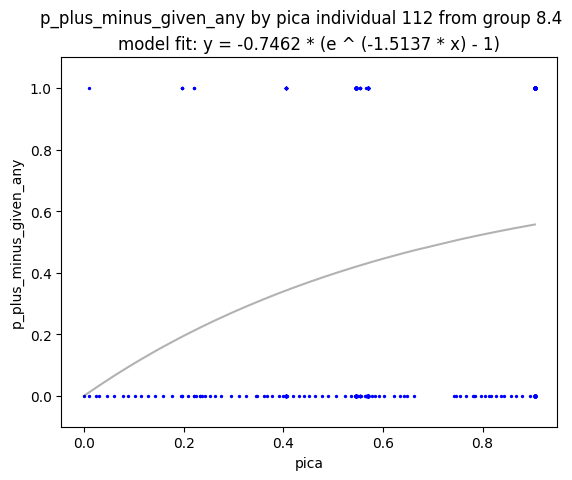 p_plus_minus_given_any by pica individual 112 from group 8.4
model fit: y = -0.7462 * (e ^ (-1.5137 * x) - 1)
1.0
0.8
0.6
0.4
0.2
0.0
p_plus_minus_given_any
0.0 0.2 0.4 0.6 0.8
pica